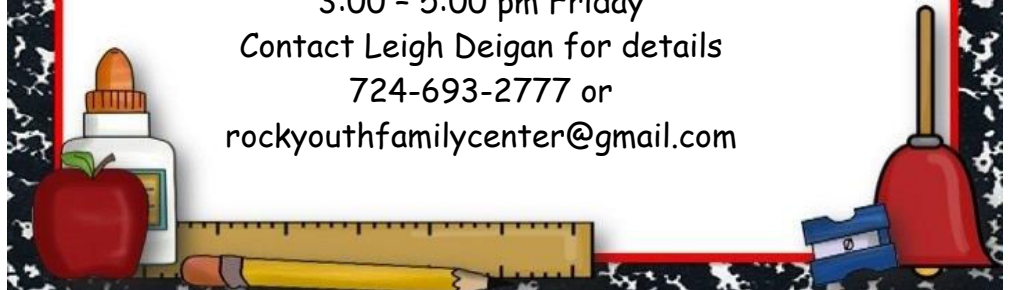 3:00 – 5:00 pm Friday
Contact Leigh Deigan for details
724-693-2777 or
rockyouthfamilycenter@gmail.com